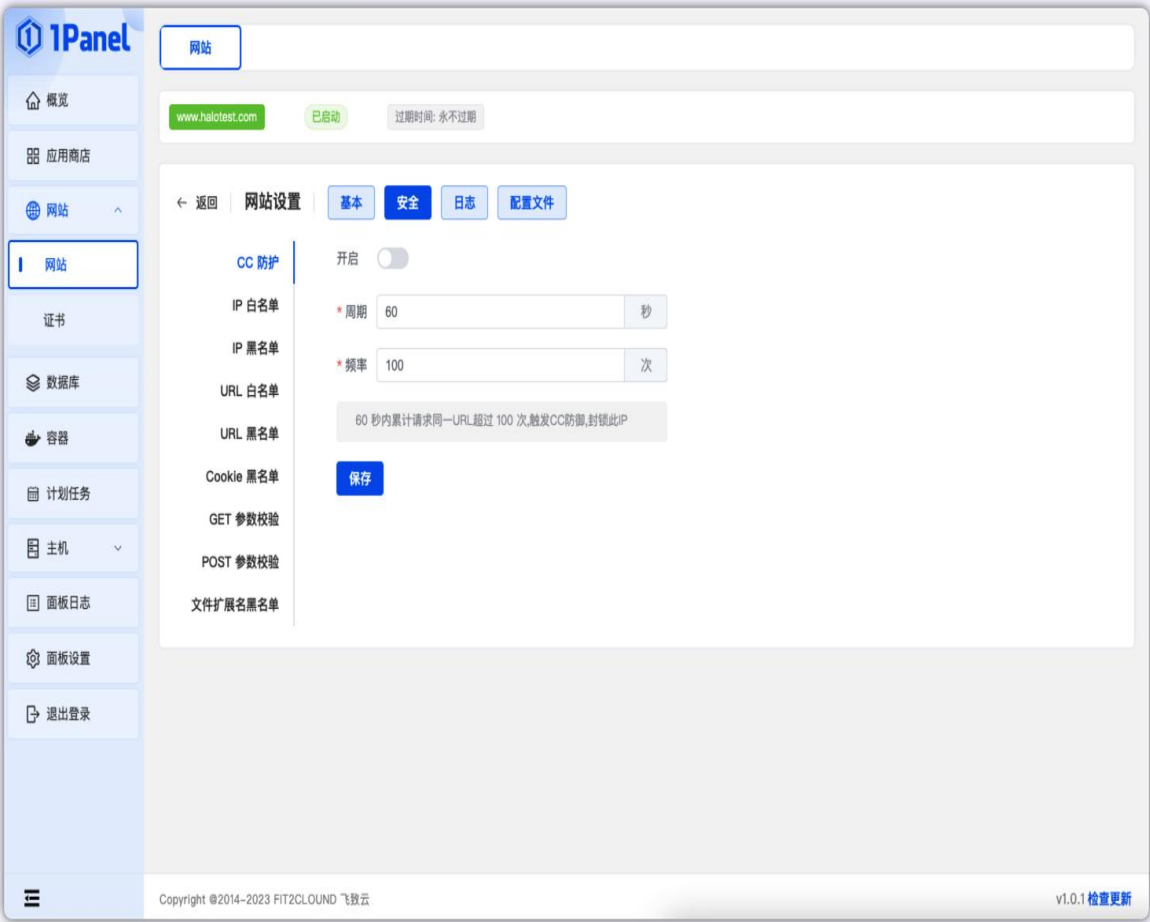 1Panel
概览
应用商店
网站
网站
证书
数据库
容器
计划任务
主机
面板日志
面板设置
退出登录
网站
www.halotest.com 已启动 过期时间: 永不过期
← 返回 网站设置 基本 安全 日志 配置文件
CC 防护
IP 白名单
IP 黑名单
URL 白名单
URL 黑名单
Cookie 黑名单
GET 参数校验
POST 参数校验
文件扩展名黑名单
开启
* 周期 60 秒
* 频率 100 次
60 秒内累计请求同一URL超过 100 次,触发CC防御,封锁此IP
保存
Copyright @2014-2023 FIT2CLOUND 飞致云 v1.0.1 检查更新